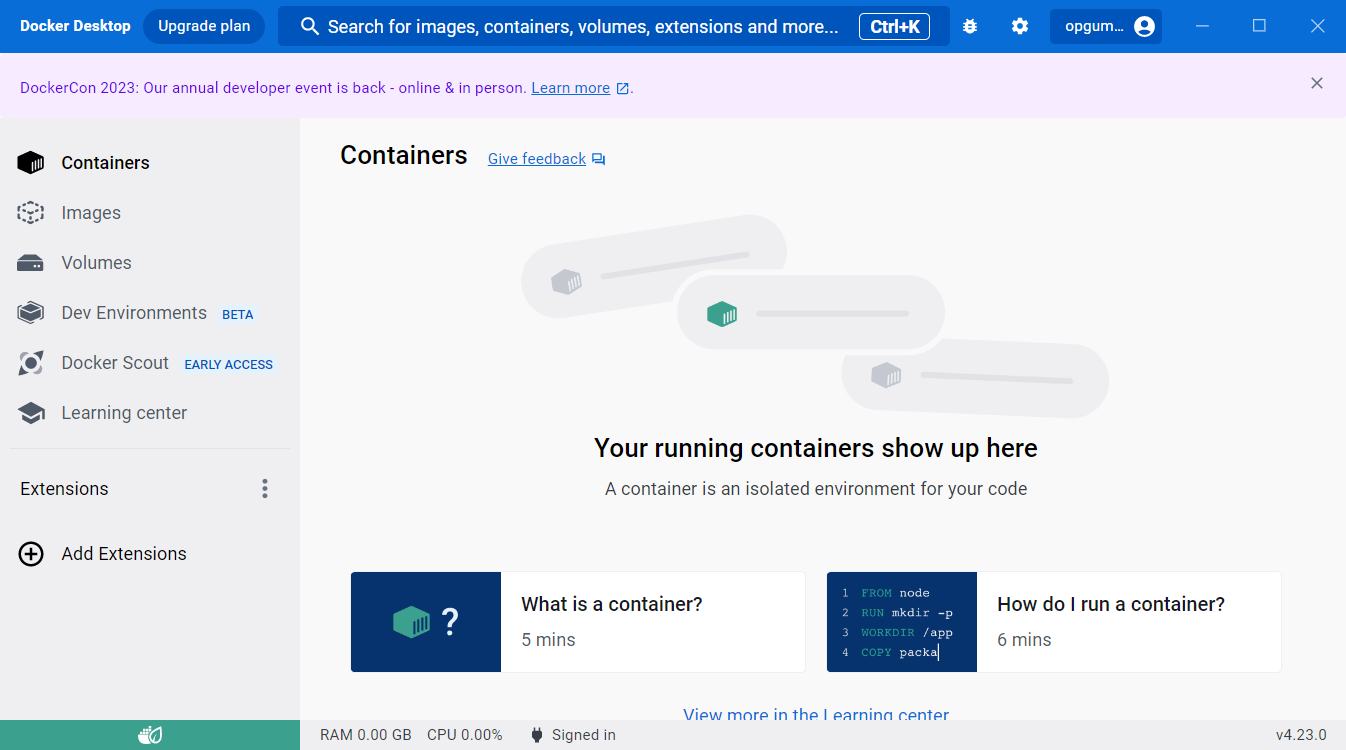 Docker Desktop
Upgrade plan
Search for images, containers, volumes, extensions and more...
Ctrl+K
opgum...
DockerCon 2023: Our annual developer event is back - online & in person. Learn more.
Containers
Images
Volumes
Dev Environments BETA
Docker Scout EARLY ACCESS
Learning center
Extensions
Add Extensions
Containers
Give feedback
Your running containers show up here
A container is an isolated environment for your code
?
What is a container?
5 mins
1 FROM node
2 RUN mkdir -p
3 WORKDIR /app
4 COPY packa
How do I run a container?
6 mins
View more in the Learning center
RAM 0.00 GB CPU 0.00% Signed in
v4.23.0